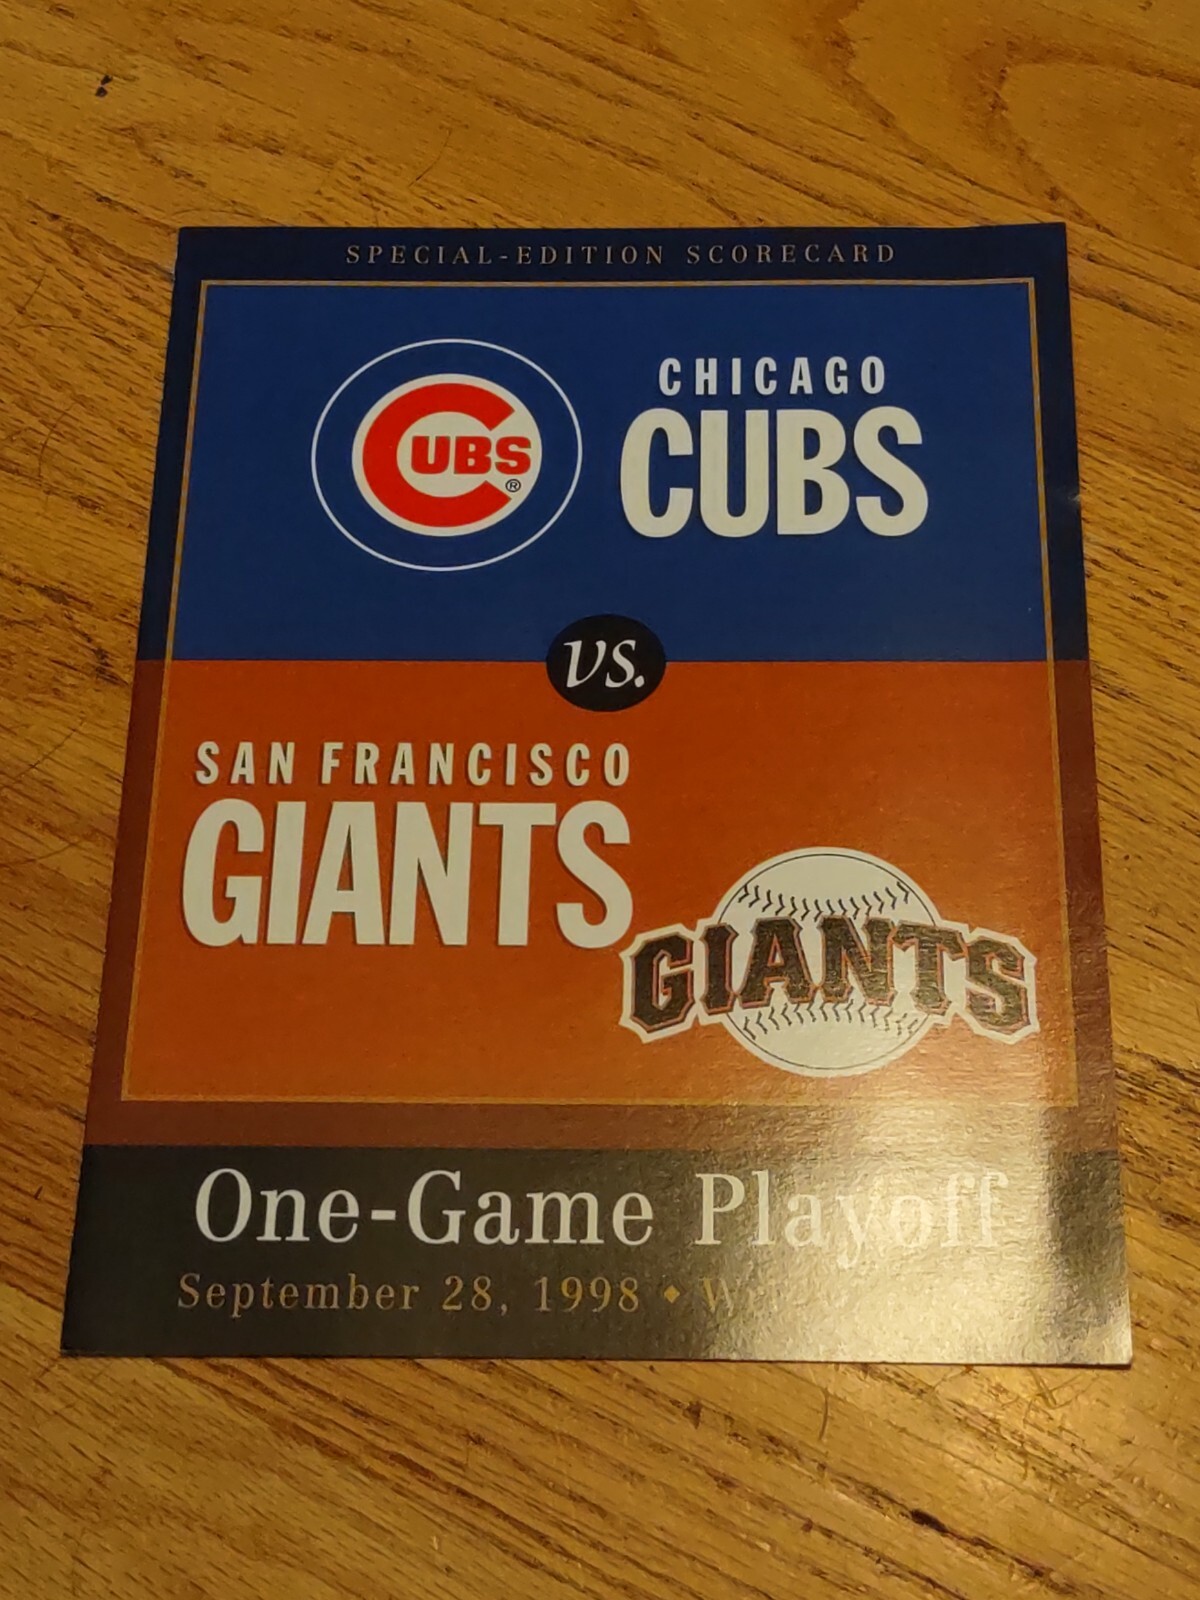 SPECIAL-EDITION SCORECARD
CUBS®
CHICAGO
CUBS
vs.
SAN FRANCISCO
GIANTS
GIANTS
One-Game Playoff
September 28, 1998 ◆